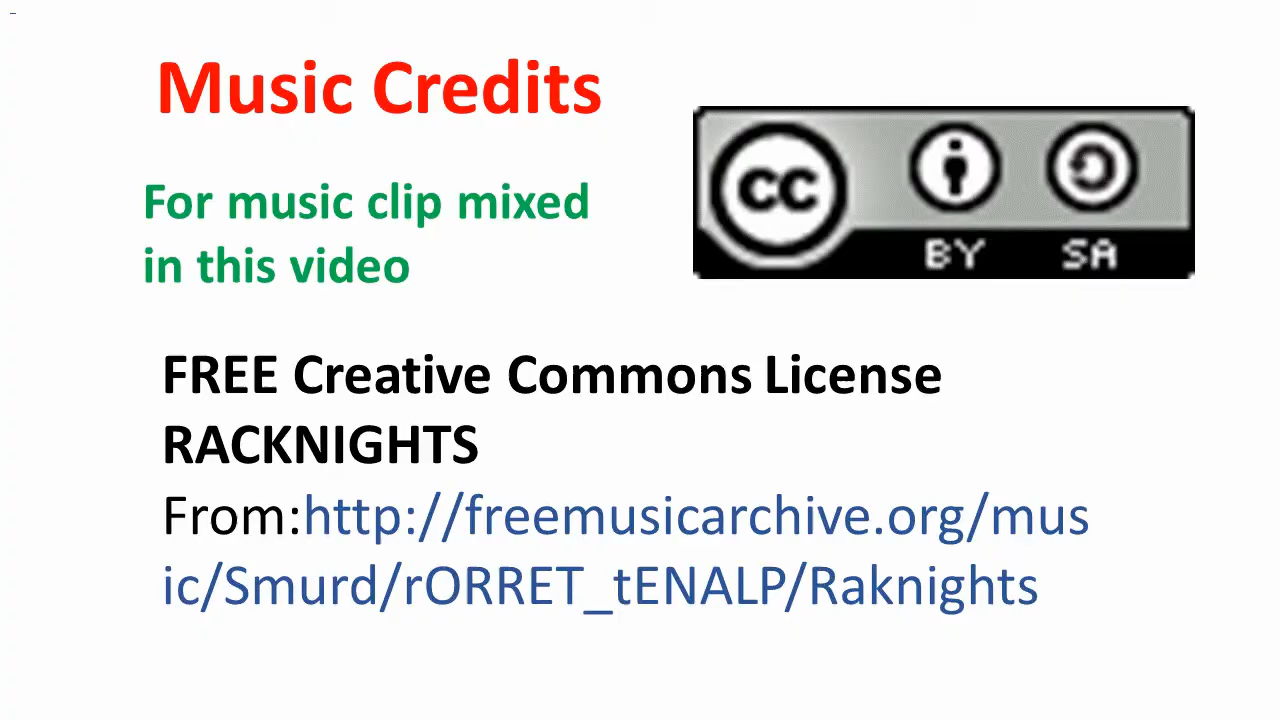 Music Credits
For music clip mixed
in this video
CC
BY SA
FREE Creative Commons License
RACKNIGHTS
From:http://freemusicarchive.org/mus
ic/Smurd/rORRET_tENALP/Raknights